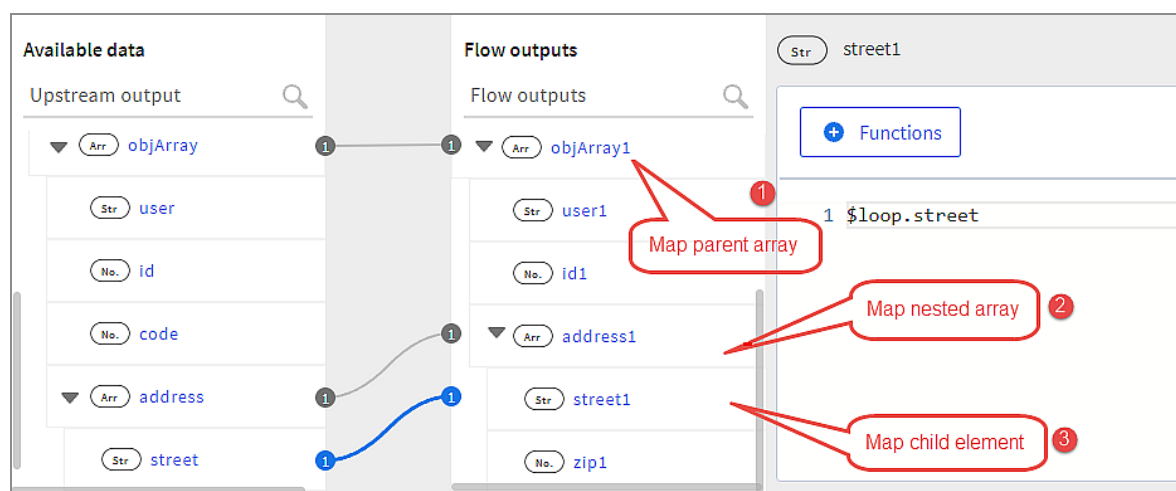 Available data
Upstream output
Arr objArray 1
Str user
No. id
No. code
Arr address 1
Str street 1
Flow outputs
Flow outputs
1 Arr objArray1
Str user1
No. id1
1 Arr address1
1 Str street1
No. zip1
Str street1
Functions
1 $loop.street
1
Map parent array
Map nested array 2
Map child element 3